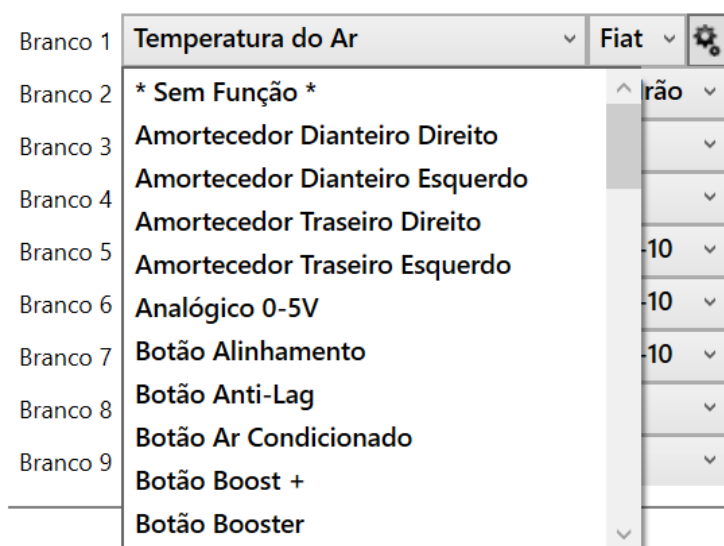 Branco 1 Temperatura do Ar Fiat
Branco 2 * Sem Função * rão
Branco 3 Amortecedor Dianteiro Direito
Amortecedor Dianteiro Esquerdo
Branco 4 Amortecedor Traseiro Direito
Branco 5 Amortecedor Traseiro Esquerdo -10
Branco 6 Analógico 0-5V -10
Branco 7 Botão Alinhamento -10
Botão Anti-Lag
Branco 8 Botão Ar Condicionado
Branco 9 Botão Boost +
Botão Booster